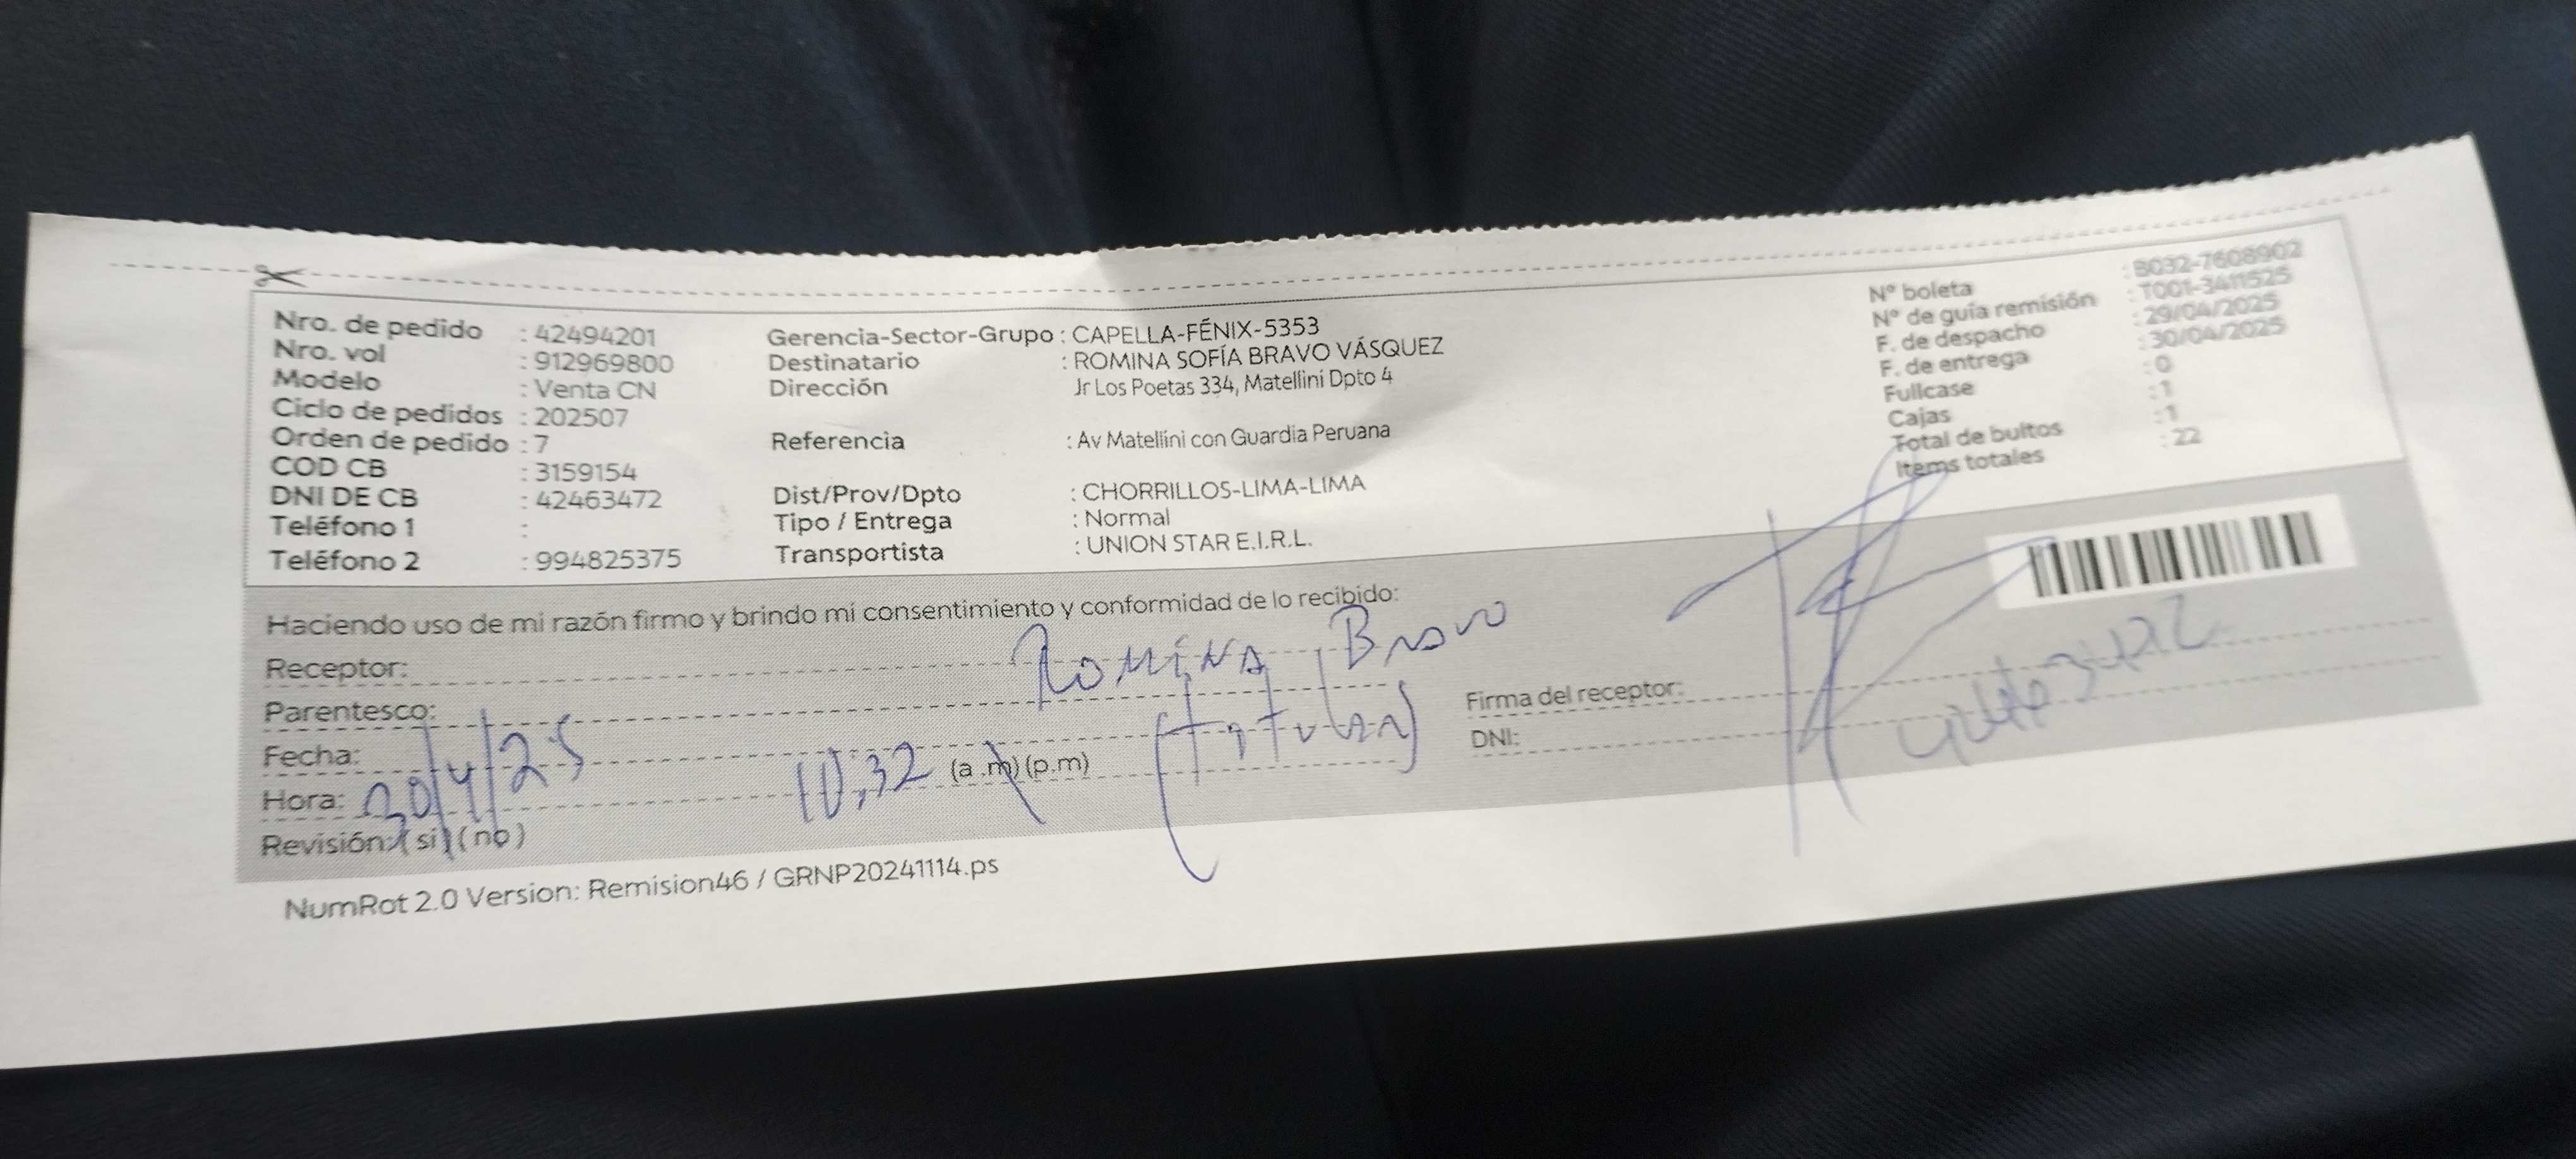 Nro. de pedido : 42494201
Nro. vol : 912969800
Modelo : Venta CN
Ciclo de pedidos : 202507
Orden de pedido : 7
COD CB : 3159154
DNI DE CB : 42463472
Teléfono 1 :
Teléfono 2 : 994825375
Gerencia-Sector-Grupo : CAPELLA-FÉNIX-5353
Destinatario : ROMINA SOFÍA BRAVO VÁSQUEZ
Dirección Jr Los Poetas 334, Matellini Dpto 4
Referencia : Av Matellini con Guardia Peruana
Dist/Prov/Dpto : CHORRILLOS-LIMA-LIMA
Tipo / Entrega : Normal
Transportista : UNION STAR E.I.R.L.
Nº boleta : B032-7608902
Nº de guía remisión : T001-3411525
F. de despacho : 29/04/2025
F. de entrega : 30/04/2025
Fullcase : 0
Cajas : 1
Total de bultos : 1
Items totales : 22
Haciendo uso de mi razón firmo y brindo mi consentimiento y conformidad de lo recibido:
Receptor: Romina Bravo
Parentesco: (titular)
Fecha: 30/4/25
Hora: 10:32 (a .m) (p.m)
Revisión: ( si ) ( no )
Firma del receptor:
DNI:
NumRot 2.0 Version: Remision46 / GRNP20241114.ps